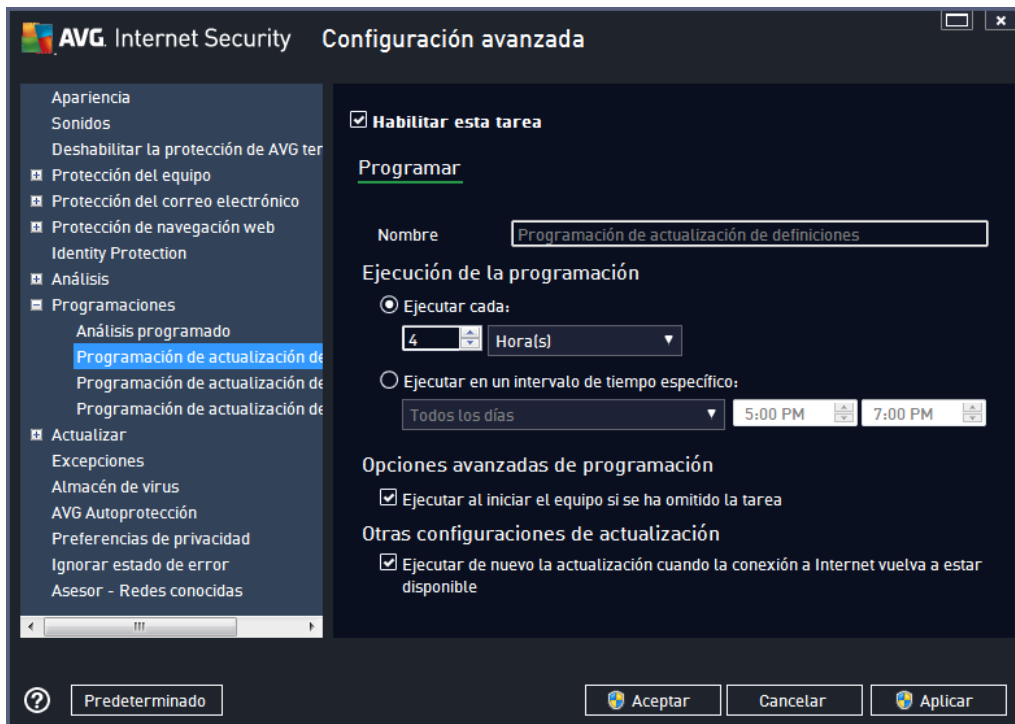 AVG. Internet Security Configuración avanzada
Apariencia
Sonidos
Deshabilitar la protección de AVG ter
Protección del equipo
Protección del correo electrónico
Protección de navegación web
Identity Protection
Análisis
Programaciones
Análisis programado
Programación de actualización de
Programación de actualización de
Programación de actualización de
Actualizar
Excepciones
Almacén de virus
AVG Autoprotección
Preferencias de privacidad
Ignorar estado de error
Asesor - Redes conocidas
Habilitar esta tarea
Programar
Nombre Programación de actualización de definiciones
Ejecución de la programación
Ejecutar cada:
4 Hora(s)
Ejecutar en un intervalo de tiempo específico:
Todos los días 5:00 PM 7:00 PM
Opciones avanzadas de programación
Ejecutar al iniciar el equipo si se ha omitido la tarea
Otras configuraciones de actualización
Ejecutar de nuevo la actualización cuando la conexión a Internet vuelva a estar
disponible
Predeterminado Aceptar Cancelar Aplicar